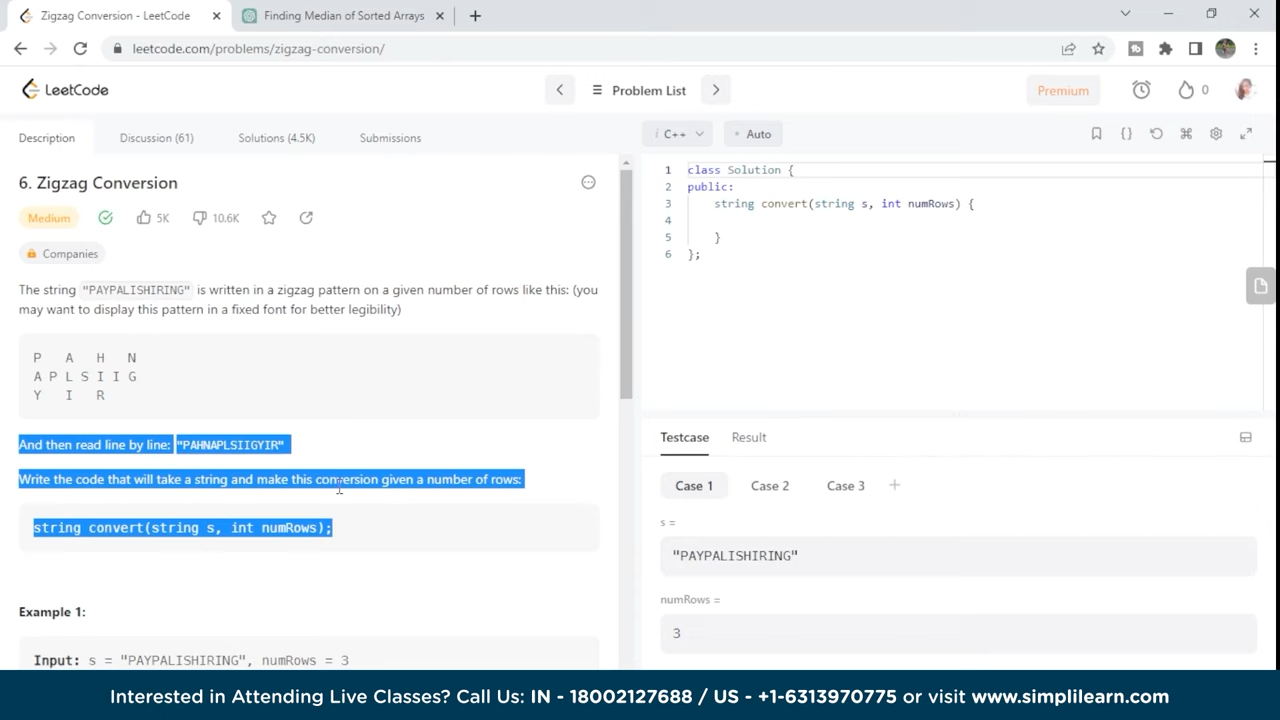 Zigzag Conversion - LeetCode
Finding Median of Sorted Arrays
leetcode.com/problems/zigzag-conversion/
LeetCode
Problem List
Premium
0
Description
Discussion (61)
Solutions (4.5K)
Submissions
6. Zigzag Conversion
Medium
5K
10.6K
Companies
The string "PAYPALISHIRING" is written in a zigzag pattern on a given number of rows like this: (you
may want to display this pattern in a fixed font for better legibility)
P   A   H   N
A P L S I I G
Y   I   R
And then read line by line: "PAHNAPLSIIGYIR"
Write the code that will take a string and make this conversion given a number of rows:
string convert(string s, int numRows);
Example 1:
Input: s = "PAYPALISHIRING", numRows = 3
i C++
Auto
1 class Solution {
2 public:
3     string convert(string s, int numRows) {
4
5     }
6 };
Testcase
Result
Case 1
Case 2
Case 3
s =
"PAYPALISHIRING"
numRows =
3
Interested in Attending Live Classes? Call Us: IN - 18002127688 / US - +1-6313970775 or visit www.simplilearn.com